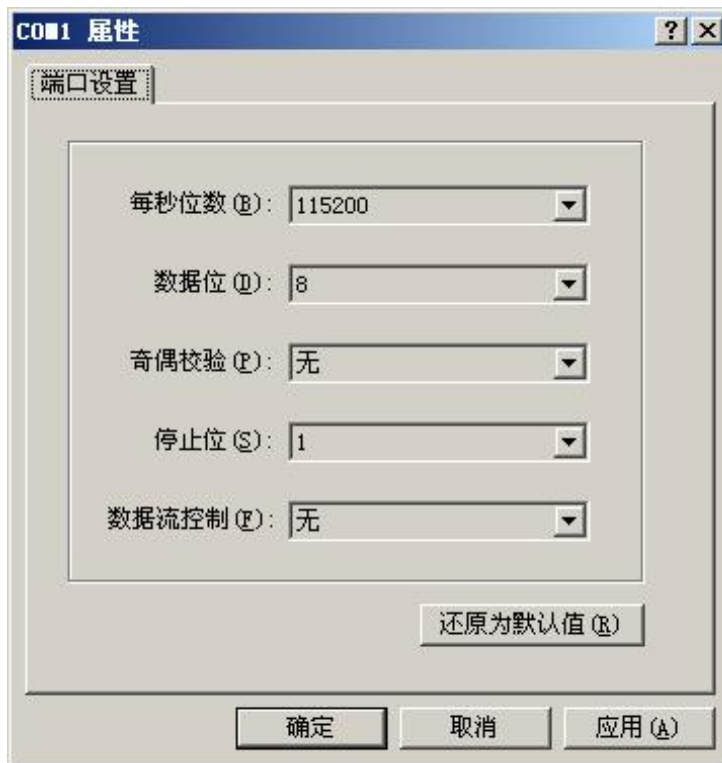 COM1 属性
端口设置
每秒位数(B): 115200
数据位(D): 8
奇偶校验(P): 无
停止位(S): 1
数据流控制(F): 无
还原为默认值(R)
确定 取消 应用(A)